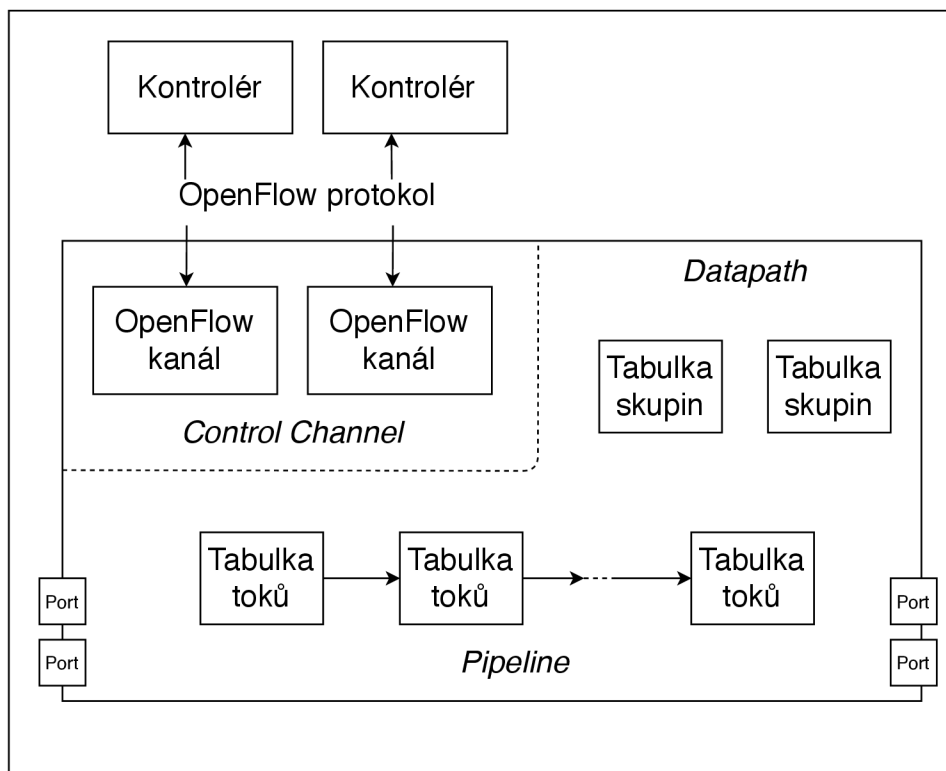 Kontrolér
Kontrolér
OpenFlow protokol
Datapath
OpenFlow
kanál
OpenFlow
kanál
Control Channel
Tabulka
skupin
Tabulka
skupin
Tabulka
toků
Tabulka
toků
Tabulka
toků
Port
Port
Port
Port
Pipeline